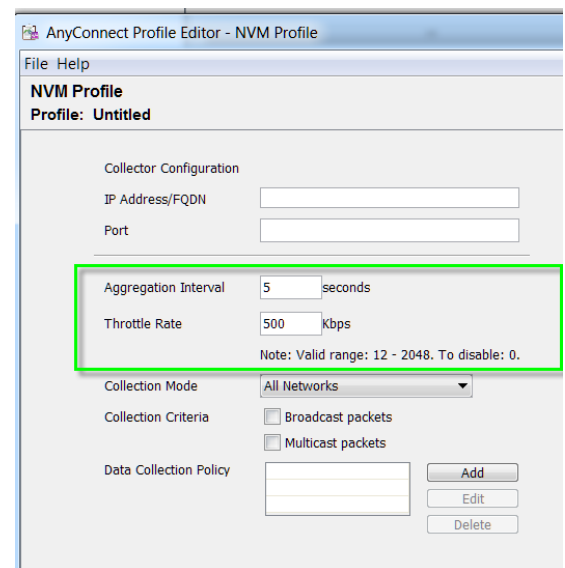 AnyConnect Profile Editor - NVM Profile
File Help
NVM Profile
Profile: Untitled
Collector Configuration
IP Address/FQDN
Port
Aggregation Interval 5 seconds
Throttle Rate 500 Kbps
Note: Valid range: 12 - 2048. To disable: 0.
Collection Mode All Networks
Collection Criteria Broadcast packets
Multicast packets
Data Collection Policy Add
Edit
Delete